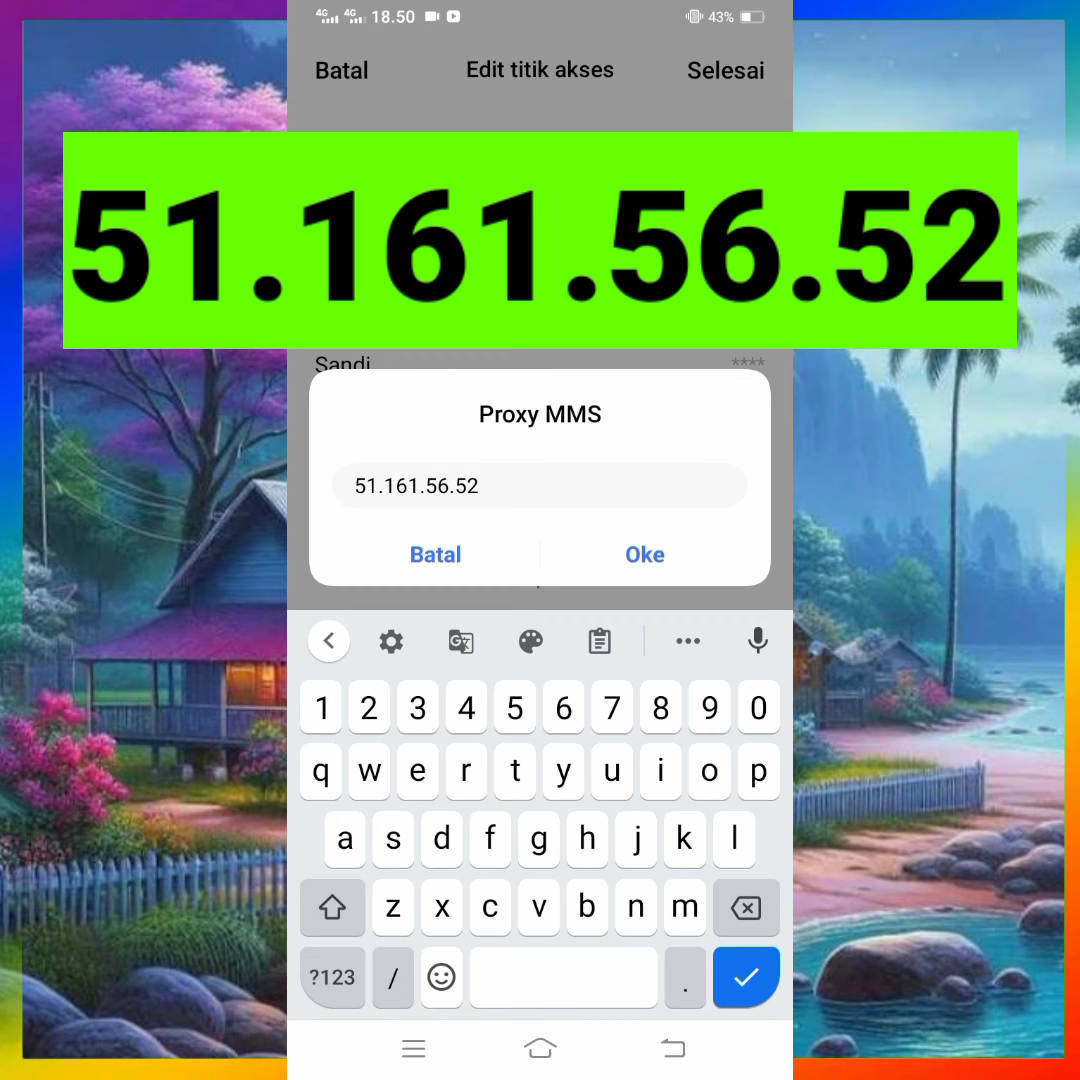 4G 4G 18.50 43%
Batal Edit titik akses Selesai
51.161.56.52
Sandi ****
Proxy MMS
51.161.56.52
Batal Oke
1 2 3 4 5 6 7 8 9 0
q w e r t y u i o p
a s d f g h j k l
z x c v b n m
?123 / .